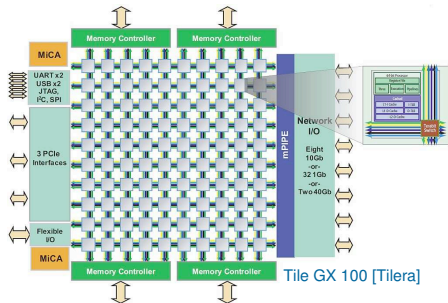 Memory Controller
Memory Controller
MiCA
UART x2
USB x2
JTAG,
I²C, SPI
3 PCIe
Interfaces
Flexible
I/O
MiCA
mPIPE
Network
I/O
Eight
10Gb
-or-
32 1Gb
-or-
Two 40Gb
Memory Controller
Memory Controller
Tile GX 100 [Tilera]